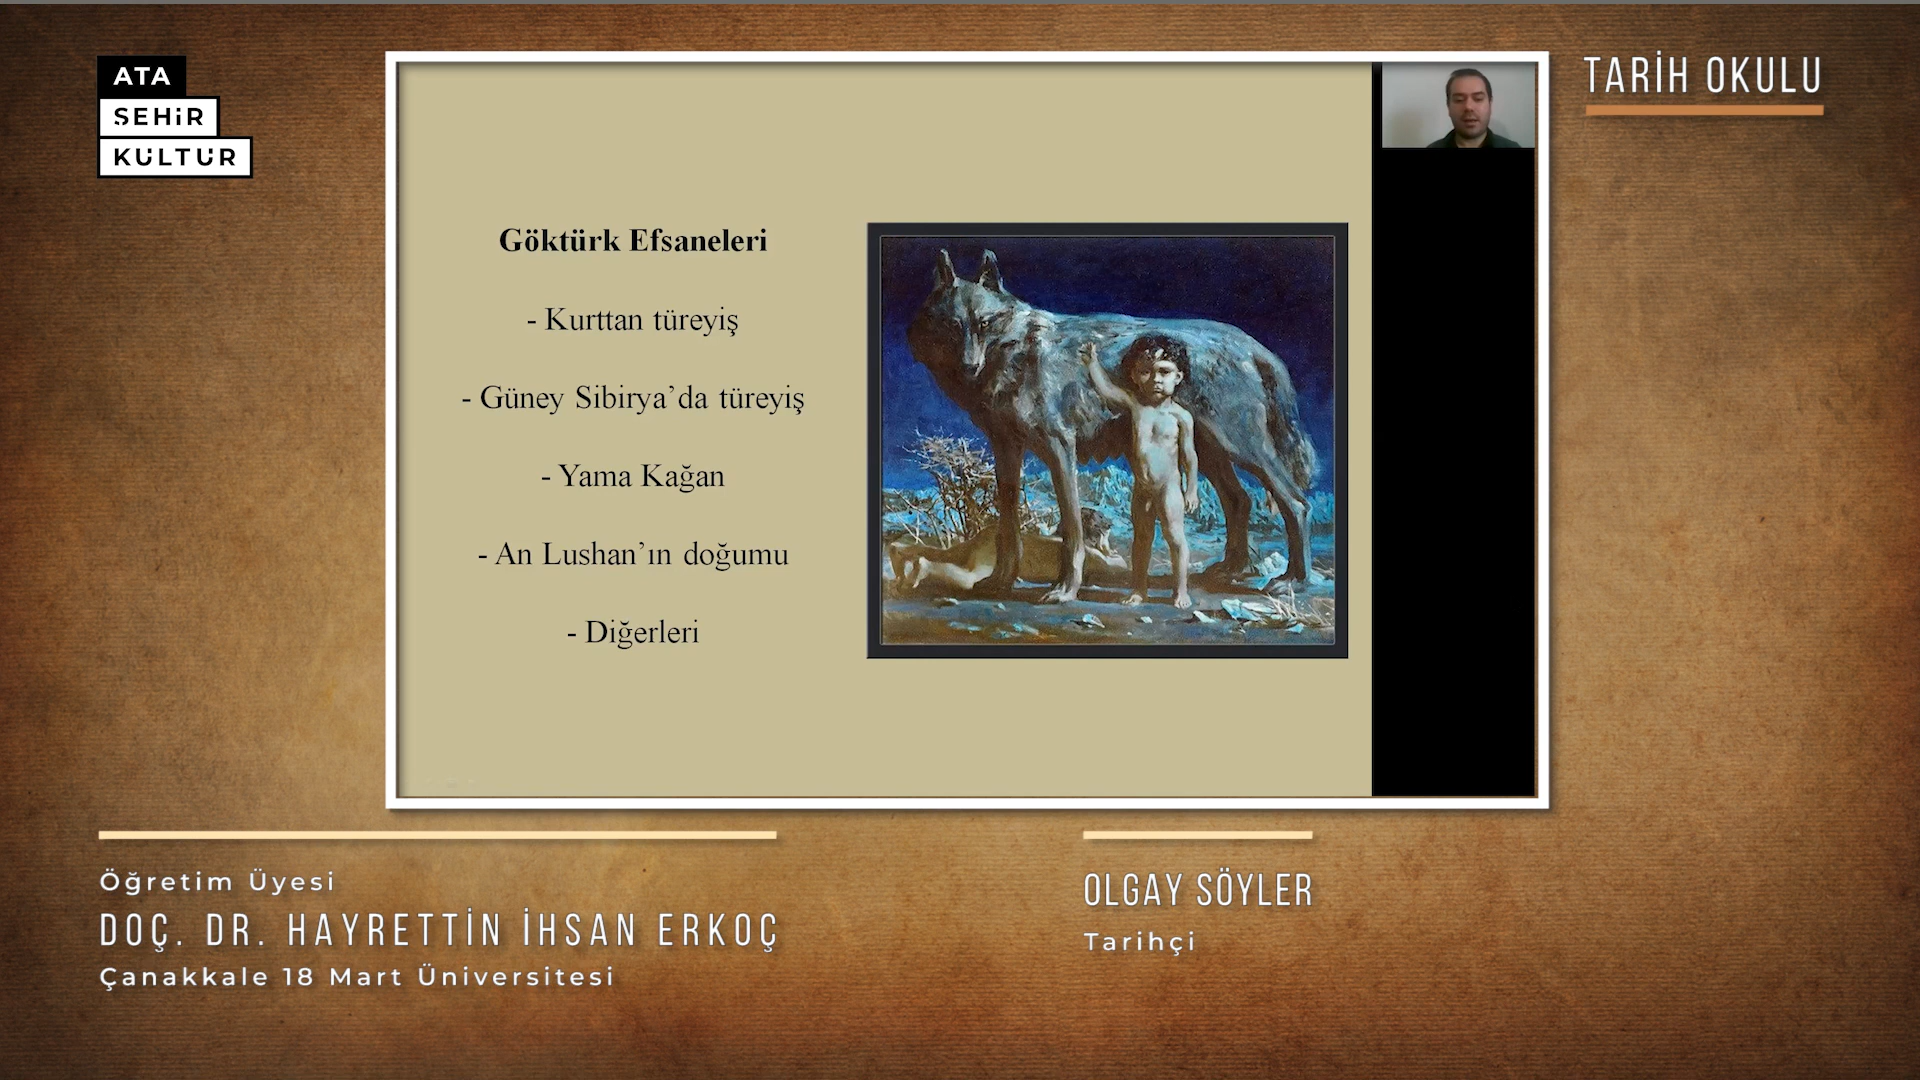 ATA
ŞEHİR
KÜLTÜR
TARİH OKULU
Göktürk Efsaneleri
- Kurttan türeyiş
- Güney Sibirya’da türeyiş
- Yama Kağan
- An Lushan’ın doğumu
- Diğerleri
Öğretim Üyesi
DOÇ. DR. HAYRETTİN İHSAN ERKOÇ
Çanakkale 18 Mart Üniversitesi
OLGAY SÖYLER
Tarihçi